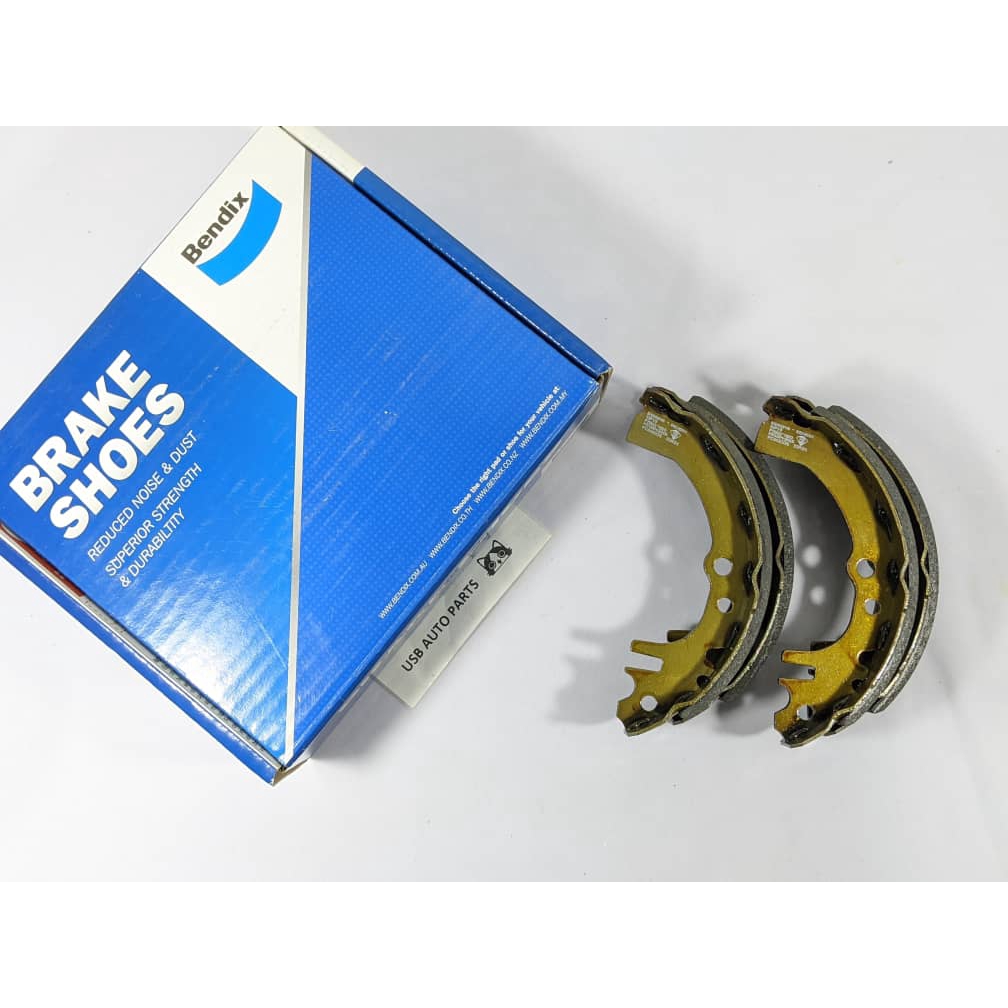 Bendix
BRAKE
SHOES
REDUCED NOISE & DUST
SUPERIOR STRENGTH
& DURABILTITY
Choose the right pad or shoe for your vehicle at:
WWW.BENDIX.COM.AU WWW.BENDIX.CO.TH WWW.BENDIX.CO.NZ WWW.BENDIX.COM.MY
USB AUTO PARTS